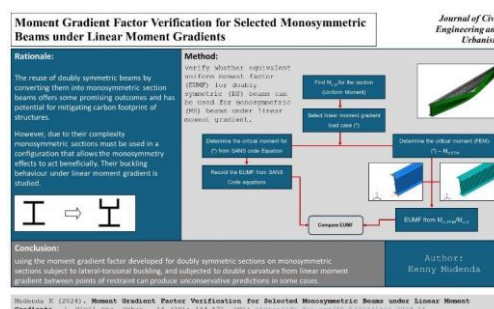 Moment Gradient Factor Verification for Selected Monosymmetric
Beams under Linear Moment Gradients
Journal of Civ
Engineering an
Urbanis
Rationale:
The reuse of doubly symmetric beams by
converting them into monosymmetric section
beams offers some promising outcomes and has
potential for mitigating carbon footprint of
structures.
However, due to their complexity
monosymmetric sections must be used in a
configuration that allows the monosymmetry
effects to act beneficially. Their buckling
behaviour under linear moment gradient is
studied.
Method:
verify whether equivalent
uniform moment factor
(EUMF) for doubly
symmetric (DS) beams can
be used for monosymmetric
(MS) beams under linear
moment gradient.
for the section
(Uniform Moment)
Select linear moment gradient
load case (*)
Determine the critical moment for
(*) from SANS code Equation
Determine the critical moment (FEM)
Record the EUMF from SANS
Code equations
Compare EUMF
EUMF from
Conclusion:
using the moment gradient factor developed for doubly symmetric sections on monosymmetric
sections subject to lateral-torsional buckling, and subjected to double curvature from linear moment
gradient between points of restraint can produce unconservative predictions in some cases.
Author:
Kenny Mudenda
Mudenda K (2024). Moment Gradient Factor Verification for Selected Monosymmetric Beams under Linear Moment